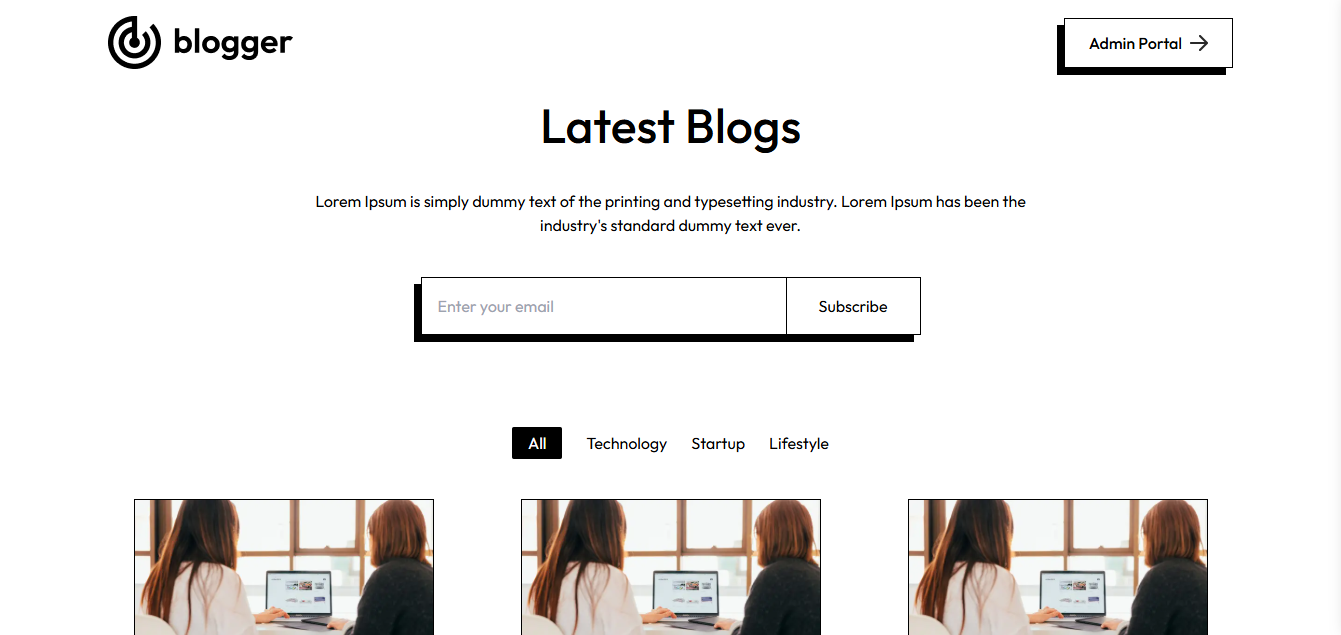 blogger
Admin Portal
Latest Blogs
Lorem Ipsum is simply dummy text of the printing and typesetting industry. Lorem Ipsum has been the
industry's standard dummy text ever.
Enter your email
Subscribe
All
Technology
Startup
Lifestyle